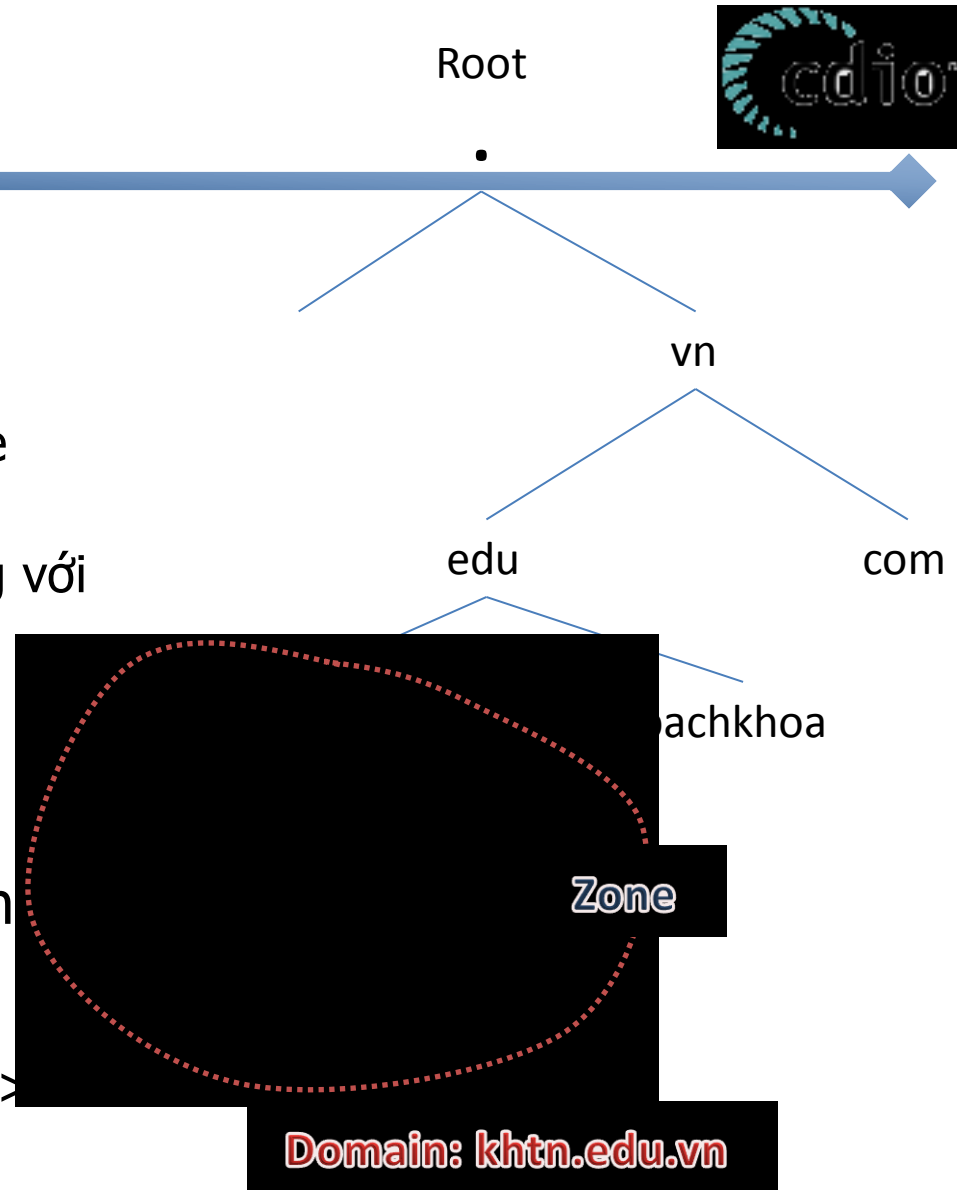 Root
cdio
.
vn
e
với
edu
com
achkhoa
Zone
n
>
Domain: khtn.edu.vn